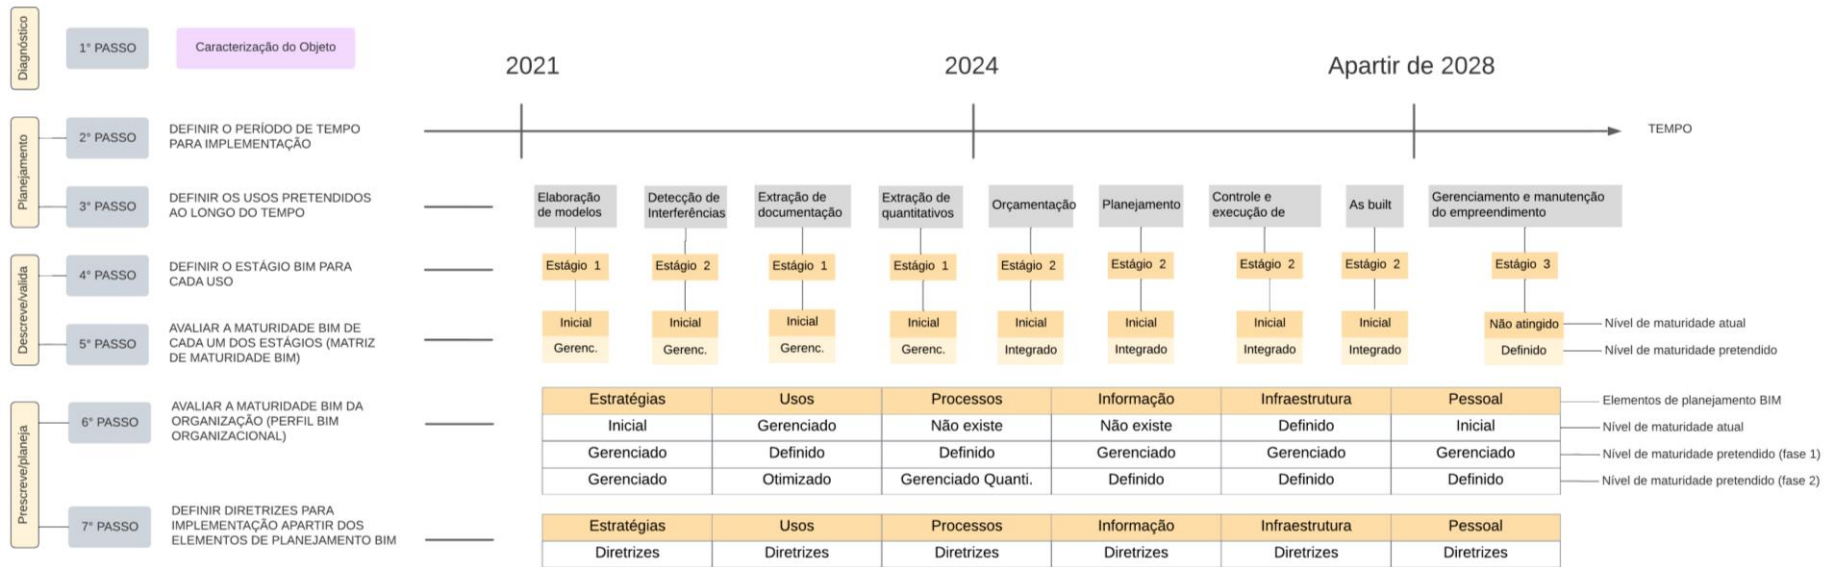 Diagnóstico
1° PASSO
Caracterização do Objeto
2021
2024
Apartir de 2028
Planejamento
2° PASSO
DEFINIR O PERÍODO DE TEMPO
PARA IMPLEMENTAÇÃO
TEMPO
3° PASSO
DEFINIR OS USOS PRETENDIDOS
AO LONGO DO TEMPO
Elaboração
de modelos
Detecção de
Interferências
Extração de
documentação
Extração de
quantitativos
Orçamentação
Planejamento
Controle e
execução de
As built
Gerenciamento e manutenção
do empreendimento
Descreve/valida
4° PASSO
DEFINIR O ESTÁGIO BIM PARA
CADA USO
Estágio 1
Estágio 2
Estágio 1
Estágio 1
Estágio 2
Estágio 2
Estágio 2
Estágio 2
Estágio 3
5° PASSO
AVALIAR A MATURIDADE BIM DE
CADA UM DOS ESTÁGIOS (MATRIZ
DE MATURIDADE BIM)
Inicial Inicial Inicial Inicial Inicial Inicial Inicial Inicial Não atingido Nível de maturidade atual
Gerenc. Gerenc. Gerenc. Gerenc. Integrado Integrado Integrado Integrado Definido Nível de maturidade pretendido
Prescreve/planeja
6° PASSO
AVALIAR A MATURIDADE BIM DA
ORGANIZAÇÃO (PERFIL BIM
ORGANIZACIONAL)
Estratégias Usos Processos Informação Infraestrutura Pessoal Elementos de planejamento BIM
Inicial Gerenciado Não existe Não existe Definido Inicial Nível de maturidade atual
Gerenciado Definido Definido Gerenciado Gerenciado Gerenciado Nível de maturidade pretendido (fase 1)
Gerenciado Otimizado Gerenciado Quanti. Definido Definido Definido Nível de maturidade pretendido (fase 2)
7° PASSO
DEFINIR DIRETRIZES PARA
IMPLEMENTAÇÃO APARTIR DOS
ELEMENTOS DE PLANEJAMENTO BIM
Estratégias Usos Processos Informação Infraestrutura Pessoal
Diretrizes Diretrizes Diretrizes Diretrizes Diretrizes Diretrizes